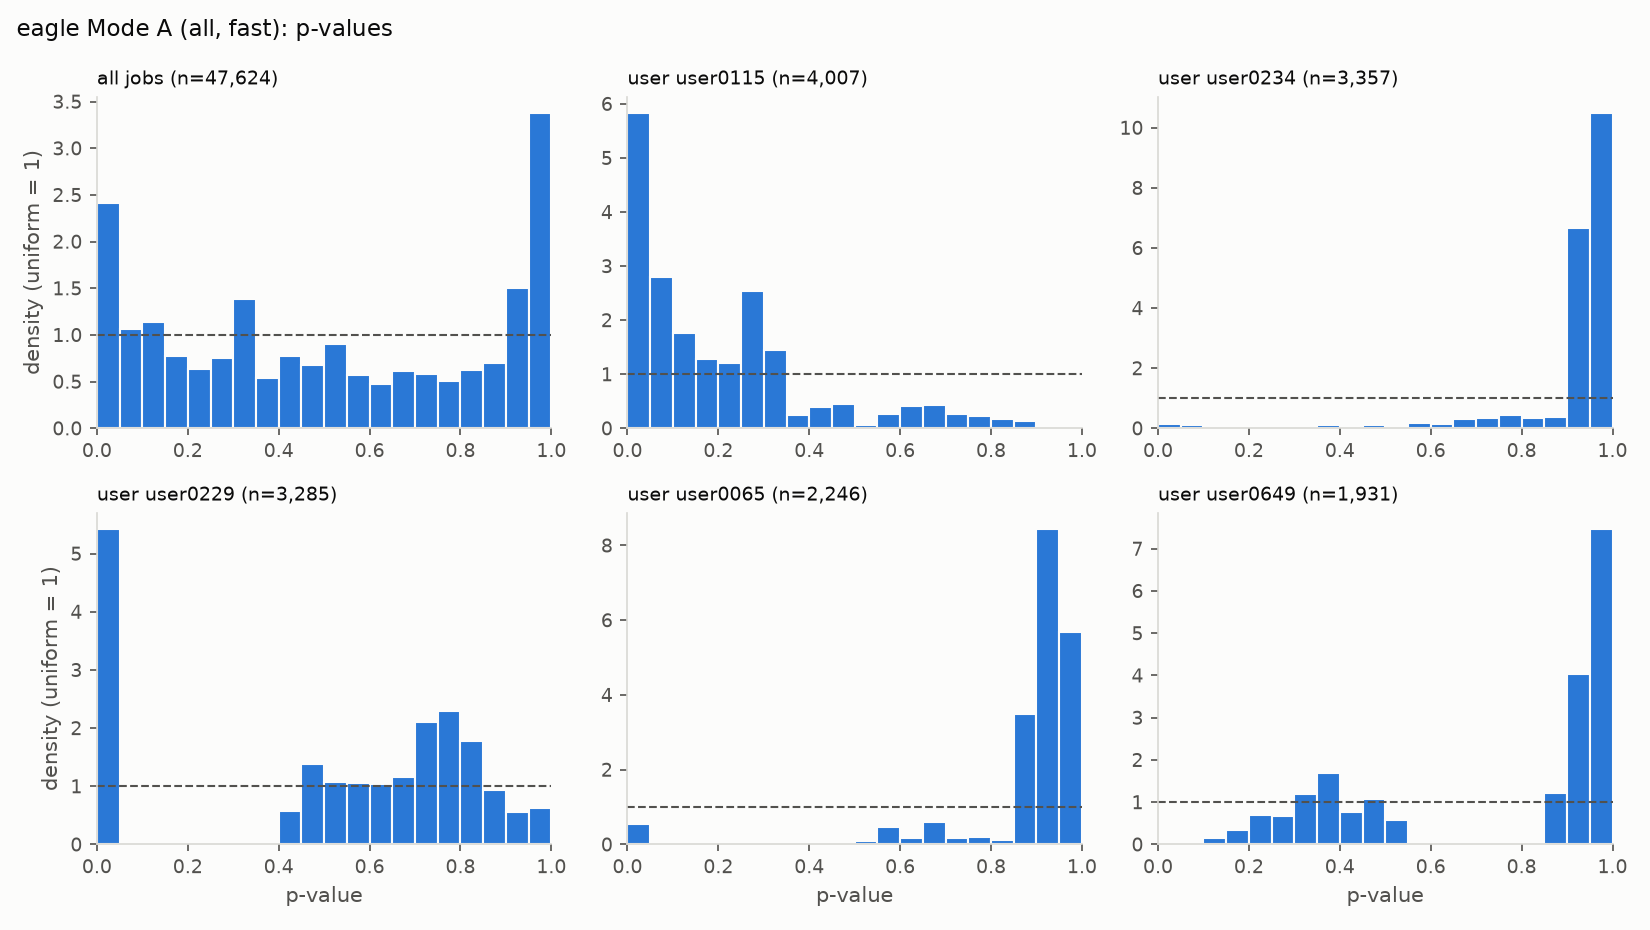 eagle Mode A (all, fast): p-values
all jobs (n=47,624)
density (uniform = 1)
3.5
3.0
2.5
2.0
1.5
1.0
0.5
0.0
0.0 0.2 0.4 0.6 0.8 1.0
user user0115 (n=4,007)
6
5
4
3
2
1
0
0.0 0.2 0.4 0.6 0.8 1.0
user user0234 (n=3,357)
10
8
6
4
2
0
0.0 0.2 0.4 0.6 0.8 1.0
user user0229 (n=3,285)
density (uniform = 1)
5
4
3
2
1
0
0.0 0.2 0.4 0.6 0.8 1.0
p-value
user user0065 (n=2,246)
8
6
4
2
0
0.0 0.2 0.4 0.6 0.8 1.0
p-value
user user0649 (n=1,931)
7
6
5
4
3
2
1
0
0.0 0.2 0.4 0.6 0.8 1.0
p-value